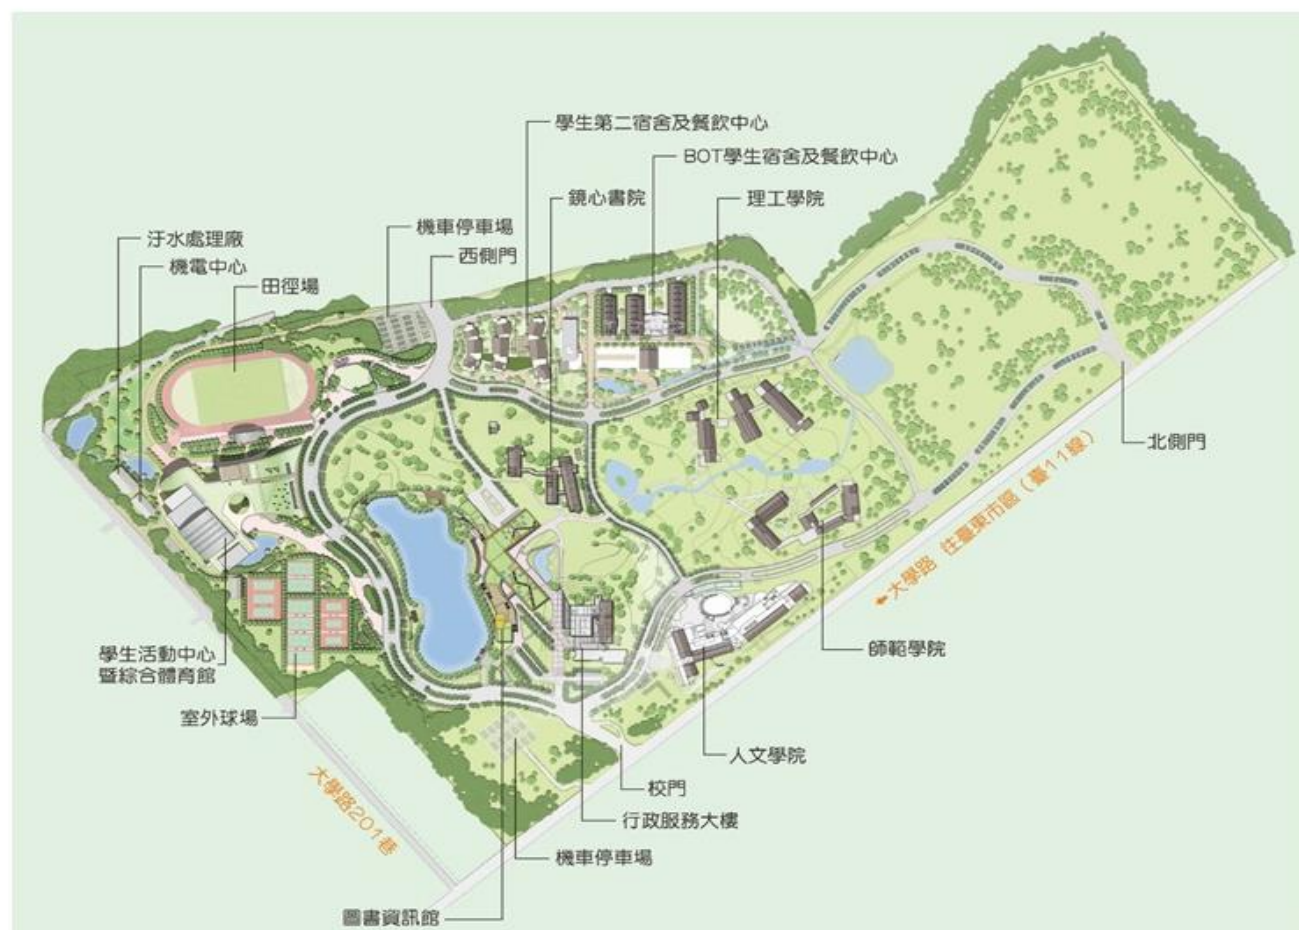 學生第二宿舍及餐飲中心
BOT學生宿舍及餐飲中心
鏡心書院
理工學院
機車停車場
西側門
汙水處理廠
機電中心
田徑場
北側門
大學路 往臺東市區（臺11線）
師範學院
學生活動中心
暨綜合體育館
室外球場
人文學院
校門
大學路201巷
行政服務大樓
機車停車場
圖書資訊館